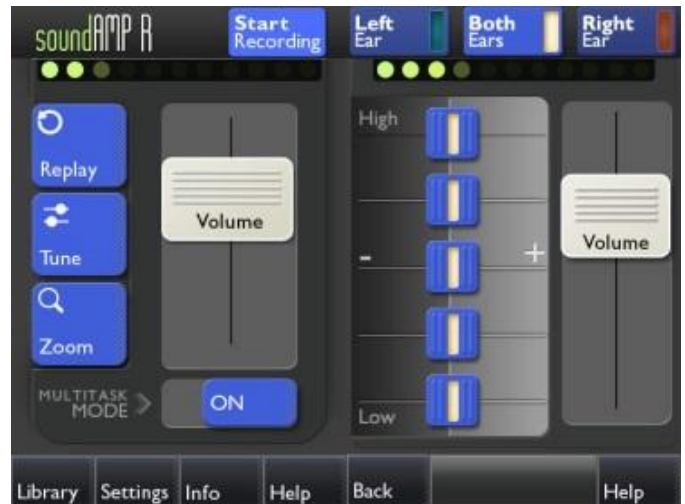 soundAMP R
Start
Recording
Left
Ear
Both
Ears
Right
Ear
Replay
Tune
Zoom
Volume
MULTITASK
MODE >
ON
High
-
+
Low
Volume
Library
Settings
Info
Help
Back
Help